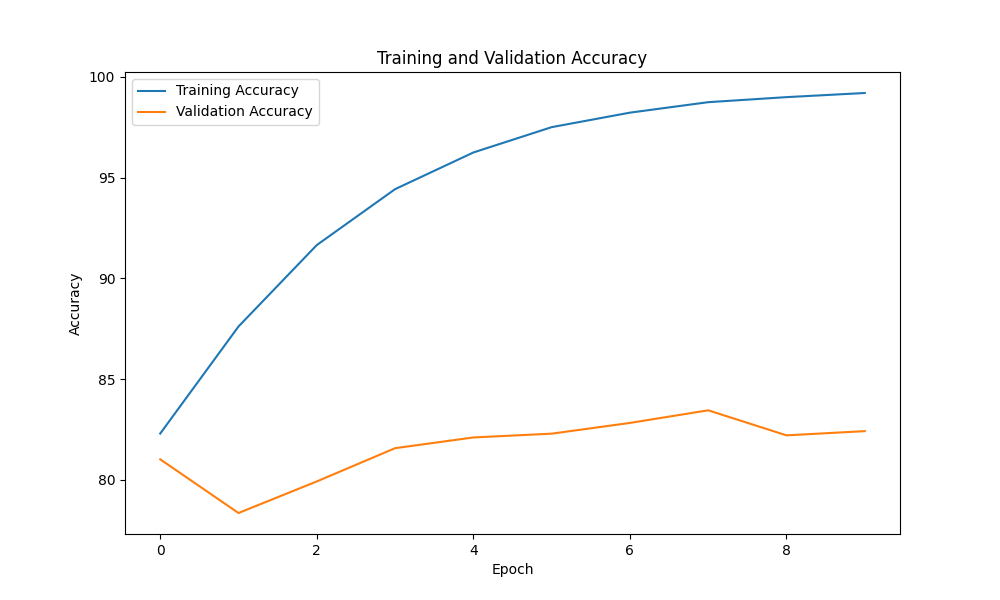 Training and Validation Accuracy
Training Accuracy
Validation Accuracy
100
95
90
85
80
Accuracy
0 2 4 6 8
Epoch